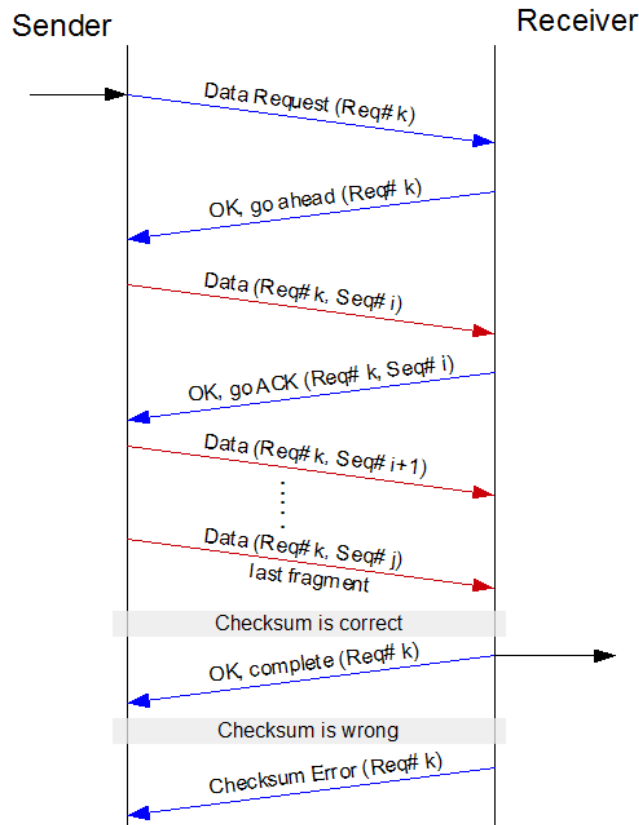 Sender
Receiver
Data Request (Req# k)
OK, go ahead (Req# k)
Data (Req# k, Seq# i)
OK, go ACK (Req# k, Seq# i)
Data (Req# k, Seq# i+1)
Data (Req# k, Seq# j)
last fragment
Checksum is correct
OK, complete (Req# k)
Checksum is wrong
Checksum Error (Req# k)